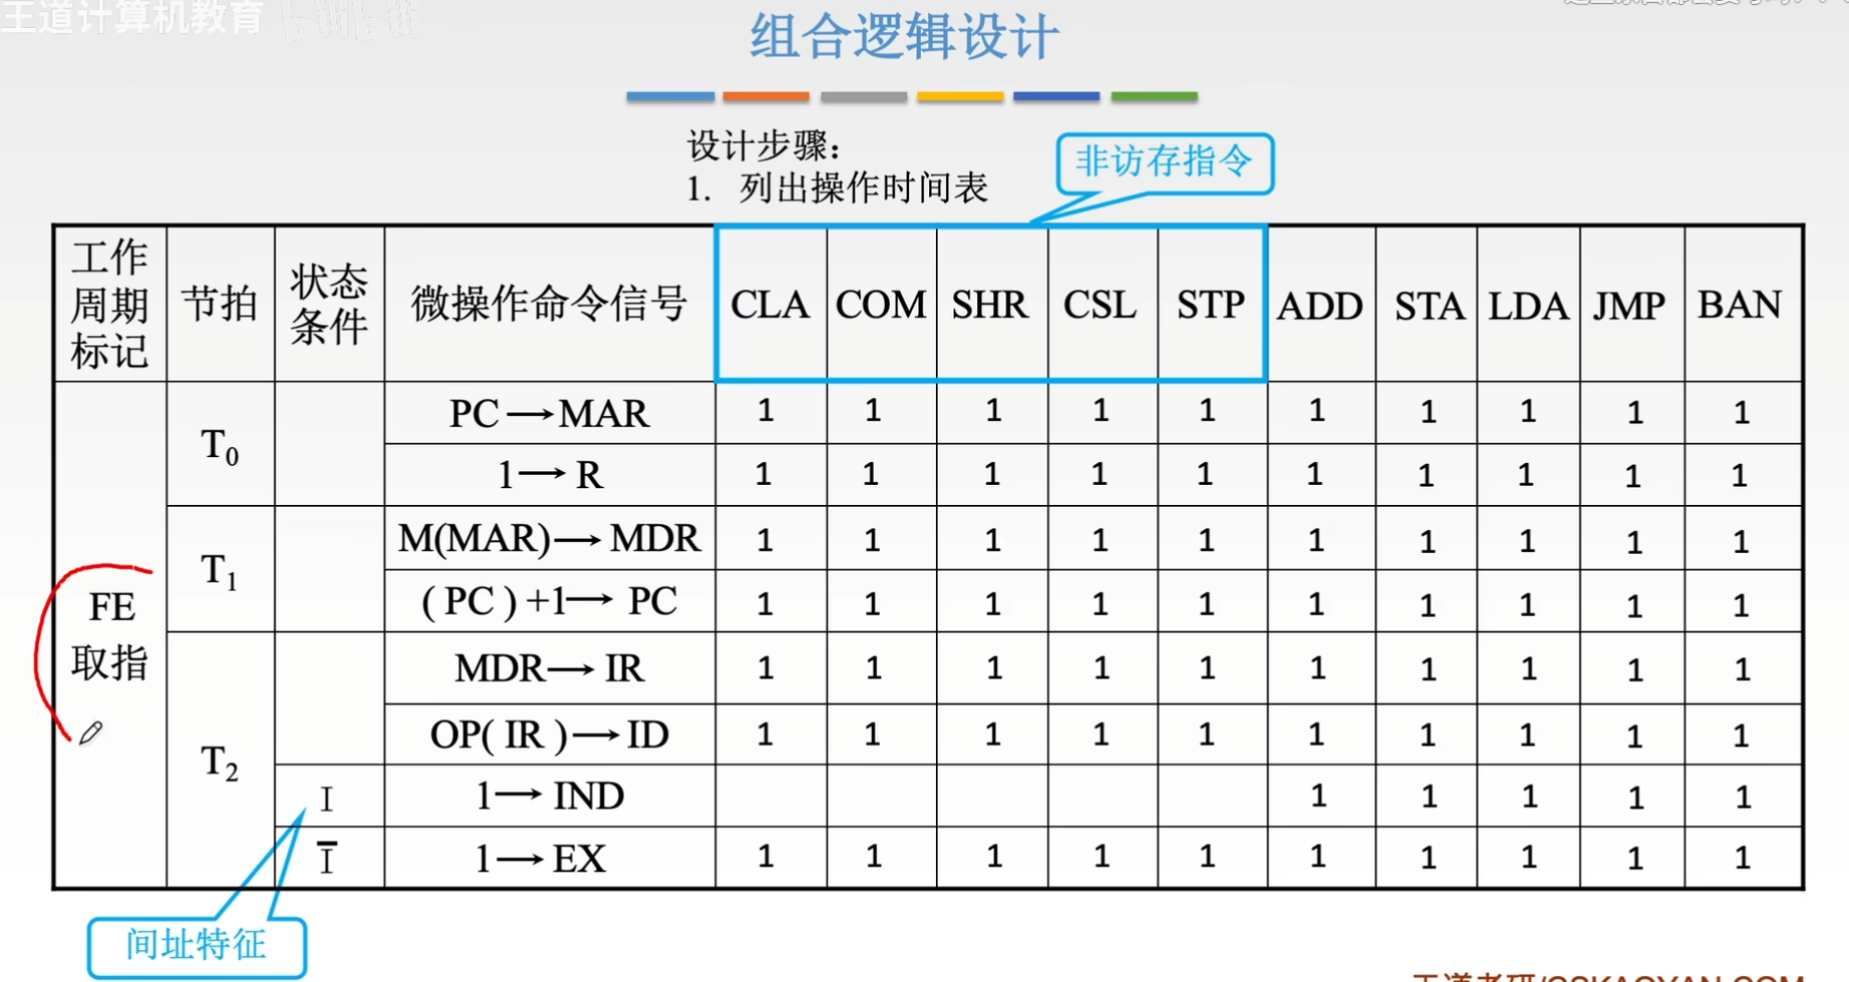 王道计算机教育 bilibili
组合逻辑设计
设计步骤：
1. 列出操作时间表
非访存指令
工作周期标记 节拍 状态条件 微操作命令信号 CLA COM SHR CSL STP ADD STA LDA JMP BAN
FE 取指
T0 PC→MAR 1 1 1 1 1 1 1 1 1 1
1→R 1 1 1 1 1 1 1 1 1 1
T1 M(MAR)→MDR 1 1 1 1 1 1 1 1 1 1
( PC ) +1→ PC 1 1 1 1 1 1 1 1 1 1
T2 MDR→IR 1 1 1 1 1 1 1 1 1 1
OP( IR )→ID 1 1 1 1 1 1 1 1 1 1
I 1→IND 1 1 1 1 1
Ī 1→EX 1 1 1 1 1 1 1 1 1 1
间址特征
王道考研/CSKAOYAN.COM